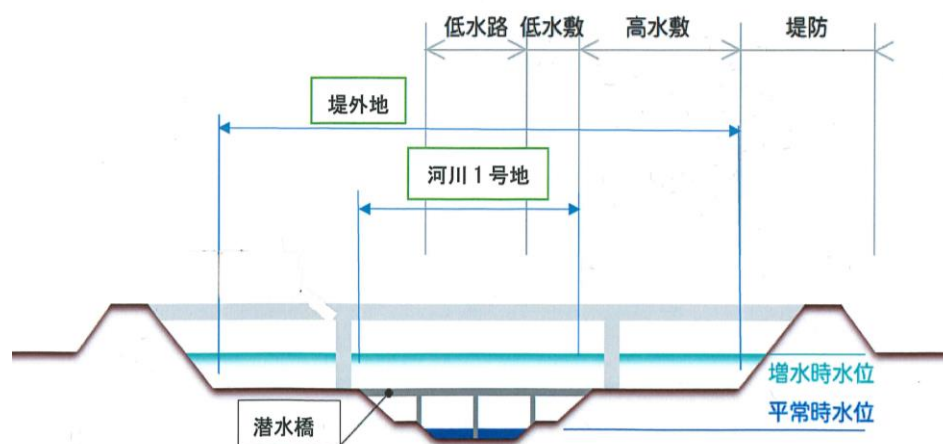 低水路
低水敷
高水敷
堤防
堤外地
河川1号地
増水時水位
平常時水位
潜水橋